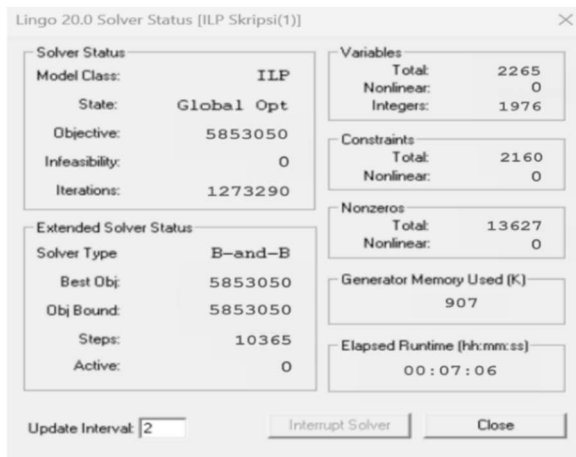 Lingo 20.0 Solver Status [ILP Skripsi(1)]
Solver Status
Model Class: ILP
State: Global Opt
Objective: 5853050
Infeasibility: 0
Iterations: 1273290
Extended Solver Status
Solver Type B-and-B
Best Obj: 5853050
Obj Bound: 5853050
Steps: 10365
Active: 0
Variables
Total: 2265
Nonlinear: 0
Integers: 1976
Constraints
Total: 2160
Nonlinear: 0
Nonzeros
Total: 13627
Nonlinear: 0
Generator Memory Used (K)
907
Elapsed Runtime (hh:mm:ss)
00:07:06
Update Interval: 2
Interrupt Solver
Close